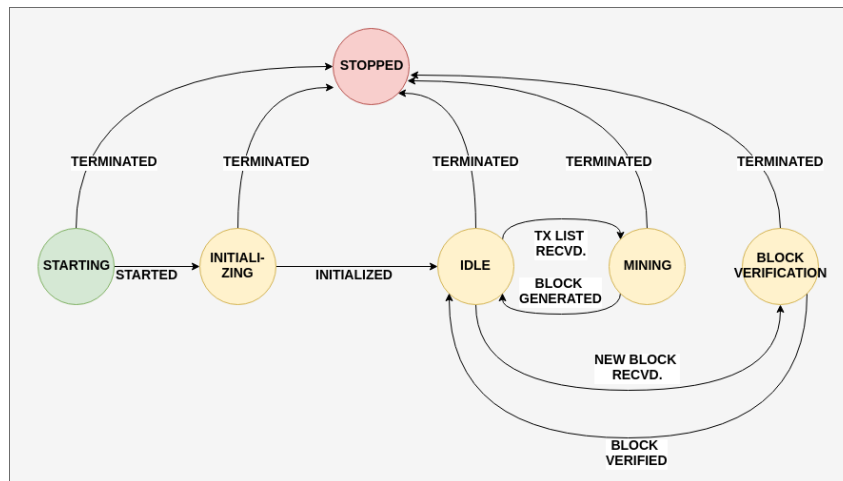 STOPPED
TERMINATED
TERMINATED
TERMINATED
TERMINATED
TERMINATED
STARTING
STARTED
INITIALI-
ZING
INITIALIZED
IDLE
TX LIST
RECVD.
BLOCK
GENERATED
MINING
BLOCK
VERIFICATION
NEW BLOCK
RECVD.
BLOCK
VERIFIED